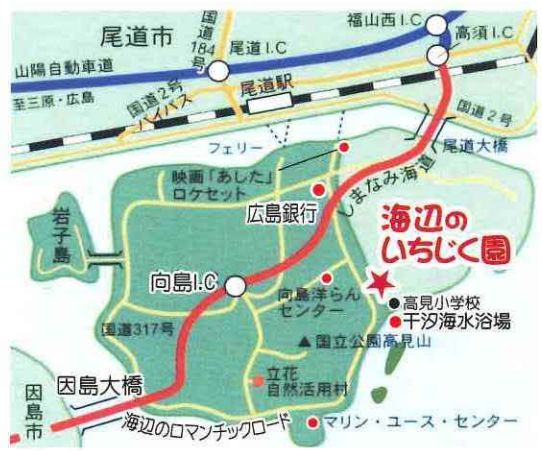 福山西I.C
国道
184号
尾道市
尾道I.C
高須I.C
山陽自動車道
尾道駅
至三原・広島
国道2号
バイパス
国道2号
フェリー
尾道大橋
映画「あした」
ロケセット
しまなみ海道
広島銀行
岩子島
海辺の
いちじく園
向島I.C
向島洋らん
センター
高見小学校
干汐海水浴場
国道317号
▲国立公園高見山
立花
自然活用村
因島大橋
因島市
海辺のロマンチックロード
マリン・ユース・センター